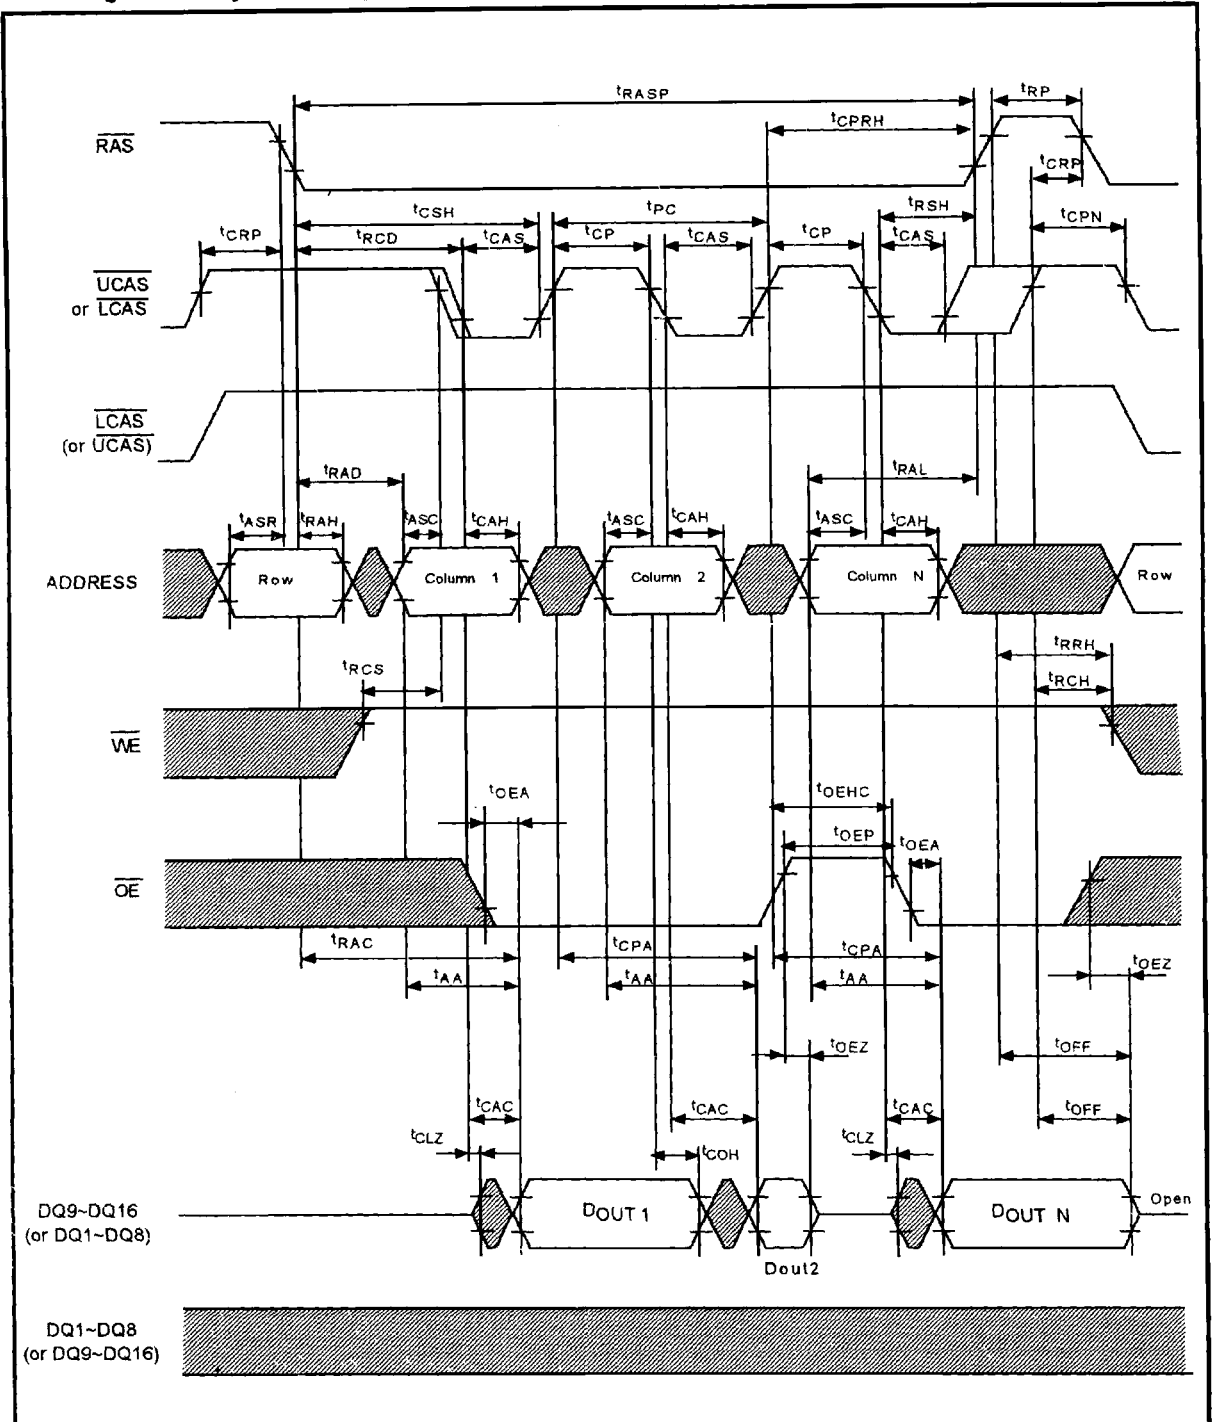 tRASP
tRP
RAS
tCPRH
tCRP
tCSH
tPC
tRSH
tCPN
tCRP
tRCD
tCAS
tCP
tCAS
tCP
tCAS
UCAS
or LCAS
LCAS
(or UCAS)
tRAD
tRAL
tASR
tRAH
tASC
tCAH
tASC
tCAH
tASC
tCAH
ADDRESS
Row
Column 1
Column 2
Column N
Row
tRRH
tRCS
tRCH
WE
tOEA
tOEHC
tOEP
tOEA
OE
tRAC
tCPA
tCPA
tAA
tAA
tAA
tOEZ
tOEZ
tOFF
tCAC
tCAC
tCAC
tOFF
tCLZ
tCOH
tCLZ
DQ9~DQ16
(or DQ1~DQ8)
DOUT 1
DOUT N
Open
Dout2
DQ1~DQ8
(or DQ9~DQ16)